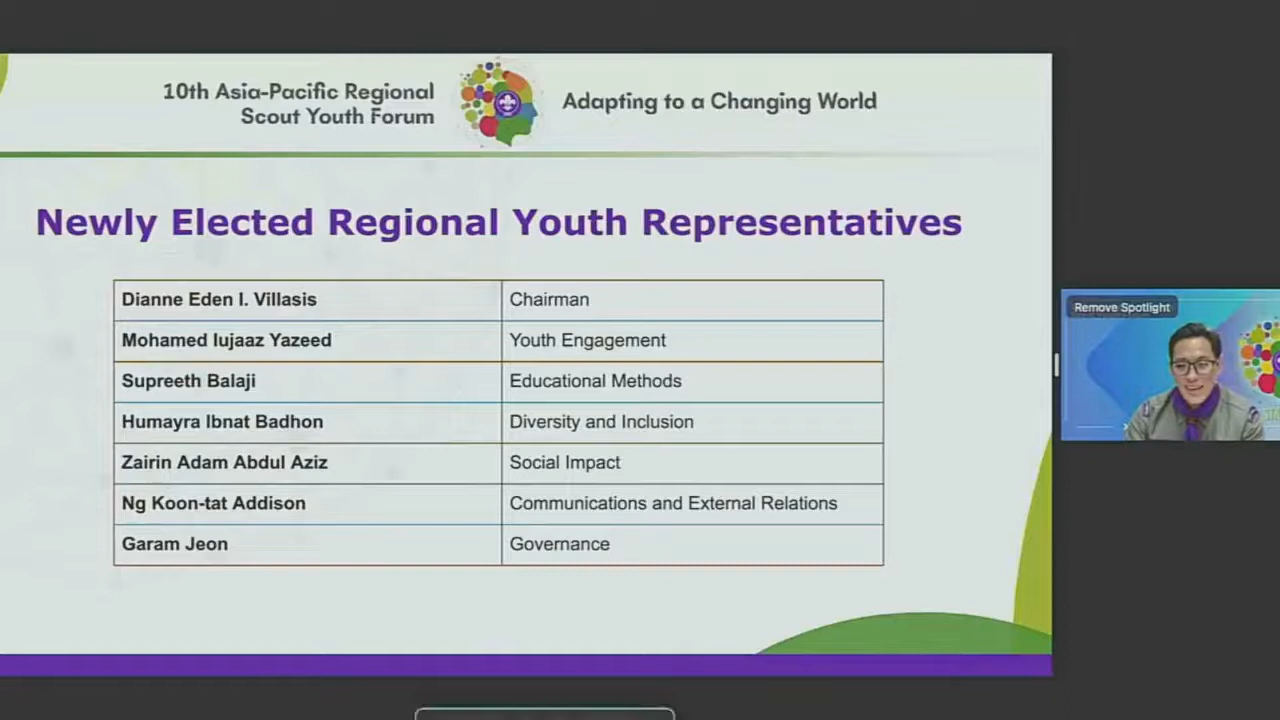 10th Asia-Pacific Regional
Scout Youth Forum
Adapting to a Changing World
Newly Elected Regional Youth Representatives
Dianne Eden I. Villasis Chairman
Mohamed Iujaaz Yazeed Youth Engagement
Supreeth Balaji Educational Methods
Humayra Ibnat Badhon Diversity and Inclusion
Zairin Adam Abdul Aziz Social Impact
Ng Koon-tat Addison Communications and External Relations
Garam Jeon Governance
Remove Spotlight